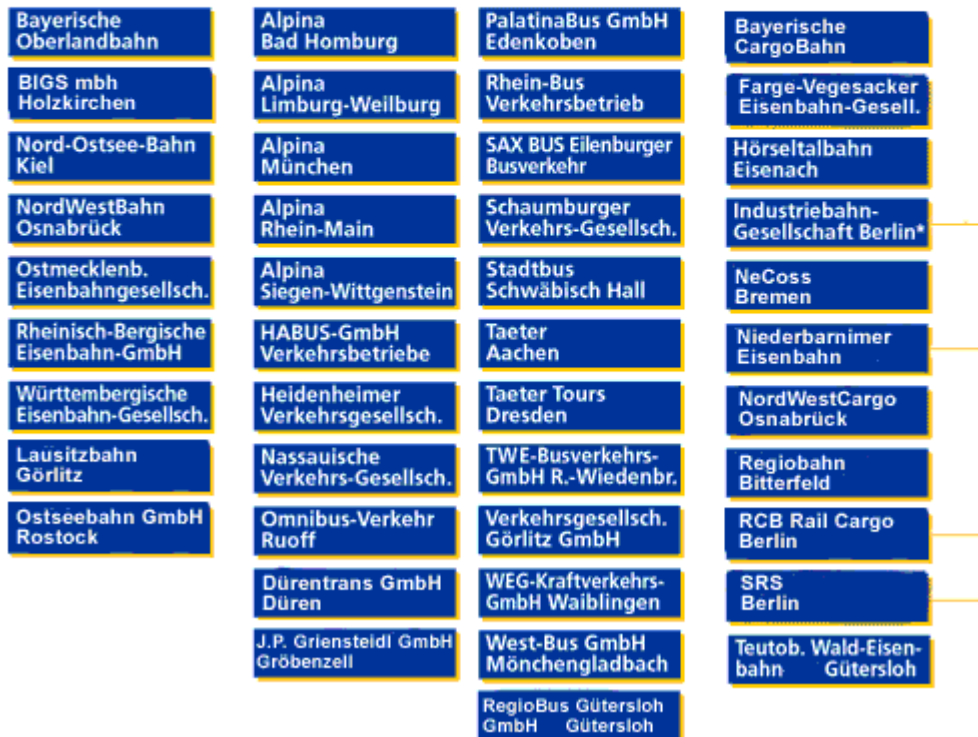 Bayerische
Oberlandbahn
BIGS mbh
Holzkirchen
Nord-Ostsee-Bahn
Kiel
NordWestBahn
Osnabrück
Ostmecklenb.
Eisenbahngesellsch.
Rheinisch-Bergische
Eisenbahn-GmbH
Württembergische
Eisenbahn-Gesellsch.
Lausitzbahn
Görlitz
Ostseebahn GmbH
Rostock
Alpina
Bad Homburg
Alpina
Limburg-Weilburg
Alpina
München
Alpina
Rhein-Main
Alpina
Siegen-Wittgenstein
HABUS-GmbH
Verkehrsbetriebe
Heidenheimer
Verkehrsgesellsch.
Nassauische
Verkehrs-Gesellsch.
Omnibus-Verkehr
Ruoff
Dürentrans GmbH
Düren
J.P. Griensteidl GmbH
Gröbenzell
PalatinaBus GmbH
Edenkoben
Rhein-Bus
Verkehrsbetrieb
SAX BUS Eilenburger
Busverkehr
Schaumburger
Verkehrs-Gesellsch.
Stadtbus
Schwäbisch Hall
Taeter
Aachen
Taeter Tours
Dresden
TWE-Busverkehrs-
GmbH R.-Wiedenbr.
Verkehrsgesellsch.
Görlitz GmbH
WEG-Kraftverkehrs-
GmbH Waiblingen
West-Bus GmbH
Mönchengladbach
RegioBus Gütersloh
GmbH Gütersloh
Bayerische
CargoBahn
Farge-Vegesacker
Eisenbahn-Gesell.
Hörseltalbahn
Eisenach
Industriebahn-
Gesellschaft Berlin*
NeCoss
Bremen
Niederbarnimer
Eisenbahn
NordWestCargo
Osnabrück
Regiobahn
Bitterfeld
RCB Rail Cargo
Berlin
SRS
Berlin
Teutob. Wald-Eisen-
bahn Gütersloh